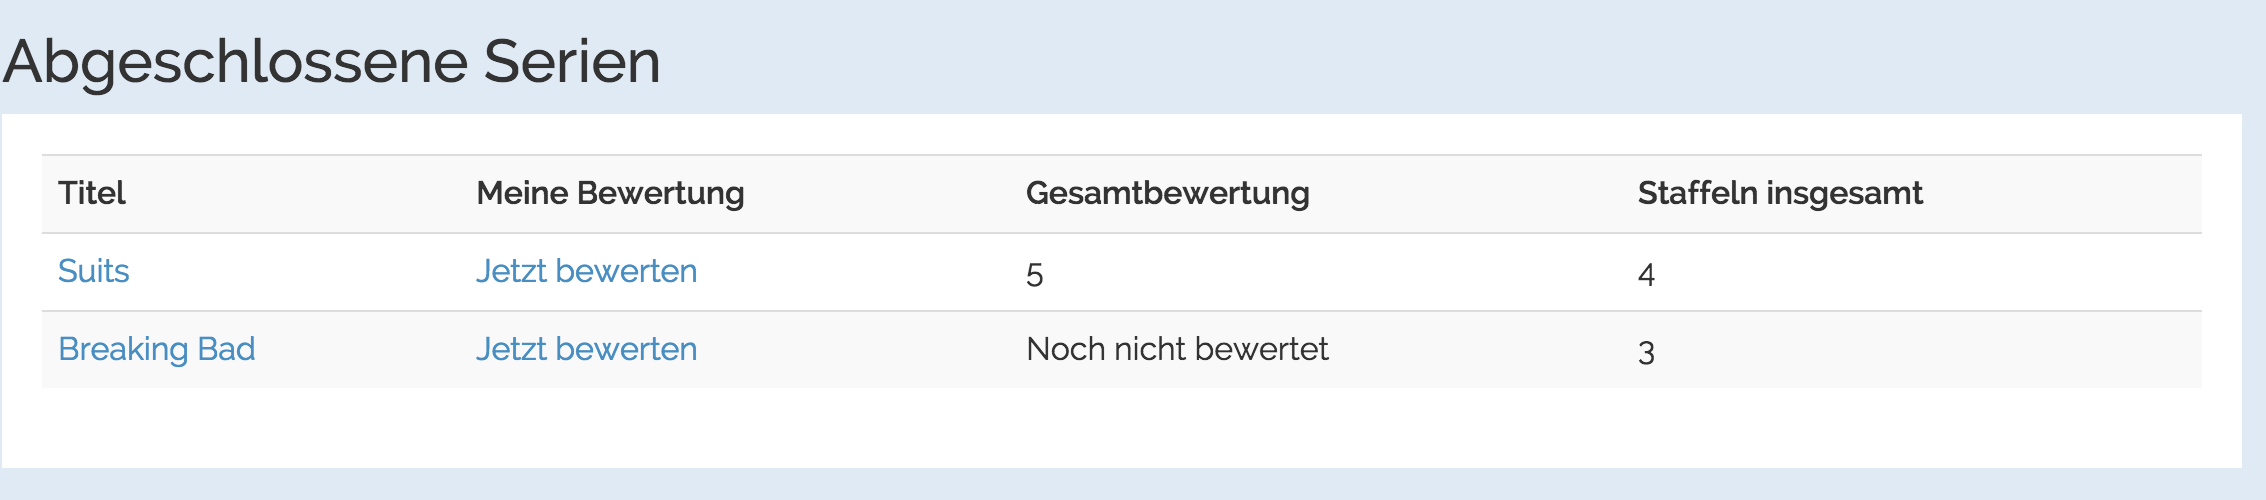 Abgeschlossene Serien
Titel Meine Bewertung Gesamtbewertung Staffeln insgesamt
Suits Jetzt bewerten 5 4
Breaking Bad Jetzt bewerten Noch nicht bewertet 3